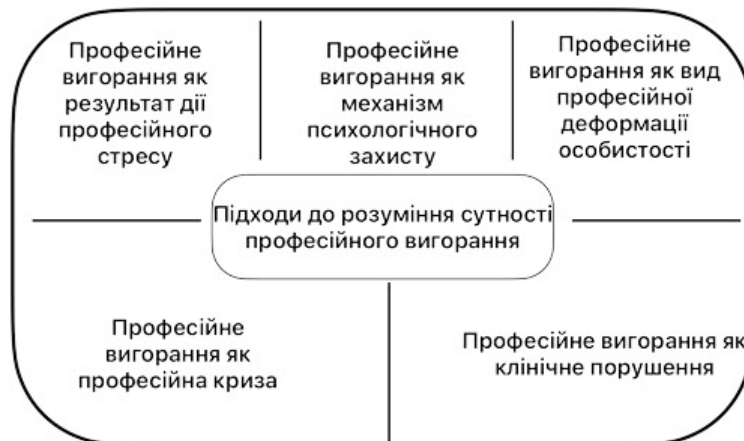 Професійне
вигорання як
результат дії
професійного
стресу
Професійне
вигорання як
механізм
психологічного
захисту
Професійне
вигорання як вид
професійної
деформації
особистості
Підходи до розуміння сутності
професійного вигорання
Професійне
вигорання як
професійна криза
Професійне вигорання як
клінічне порушення